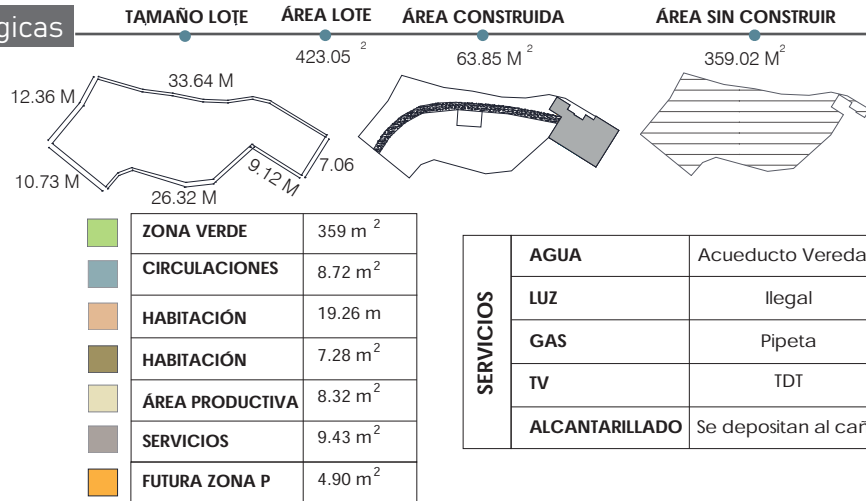 gicas
TAMAÑO LOTE ÁREA LOTE ÁREA CONSTRUIDA ÁREA SIN CONSTRUIR
423.05 ² 63.85 M² 359.02 M²
33.64 M
12.36 M
10.73 M
26.32 M
9.12 M
7.06
ZONA VERDE 359 m ²
CIRCULACIONES 8.72 m²
HABITACIÓN 19.26 m
HABITACIÓN 7.28 m²
ÁREA PRODUCTIVA 8.32 m²
SERVICIOS 9.43 m²
FUTURA ZONA P 4.90 m²
SERVICIOS
AGUA Acueducto Vereda
LUZ Ilegal
GAS Pipeta
TV TDT
ALCANTARILLADO Se depositan al cañ